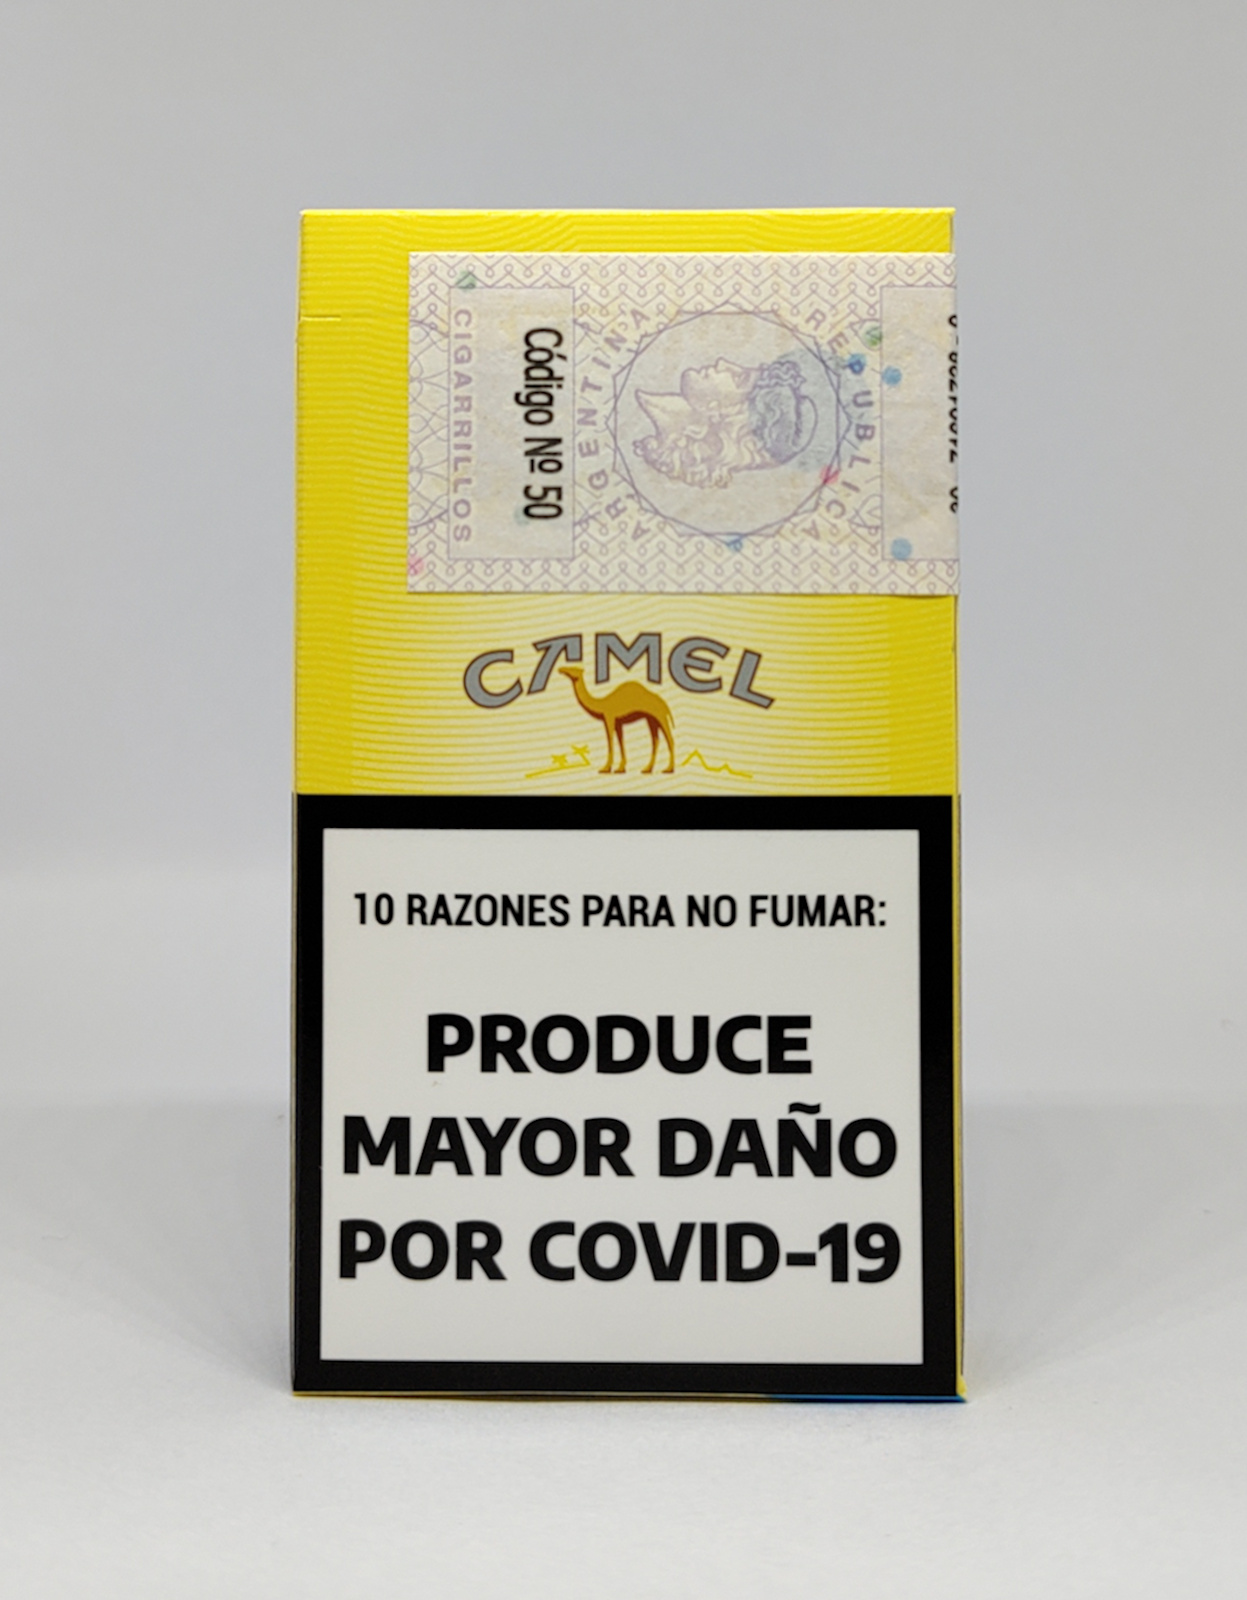 CIGARRILLOS
Código Nº 50
REPUBLICA ARGENTINA
CAMEL
10 RAZONES PARA NO FUMAR:
PRODUCE
MAYOR DAÑO
POR COVID-19